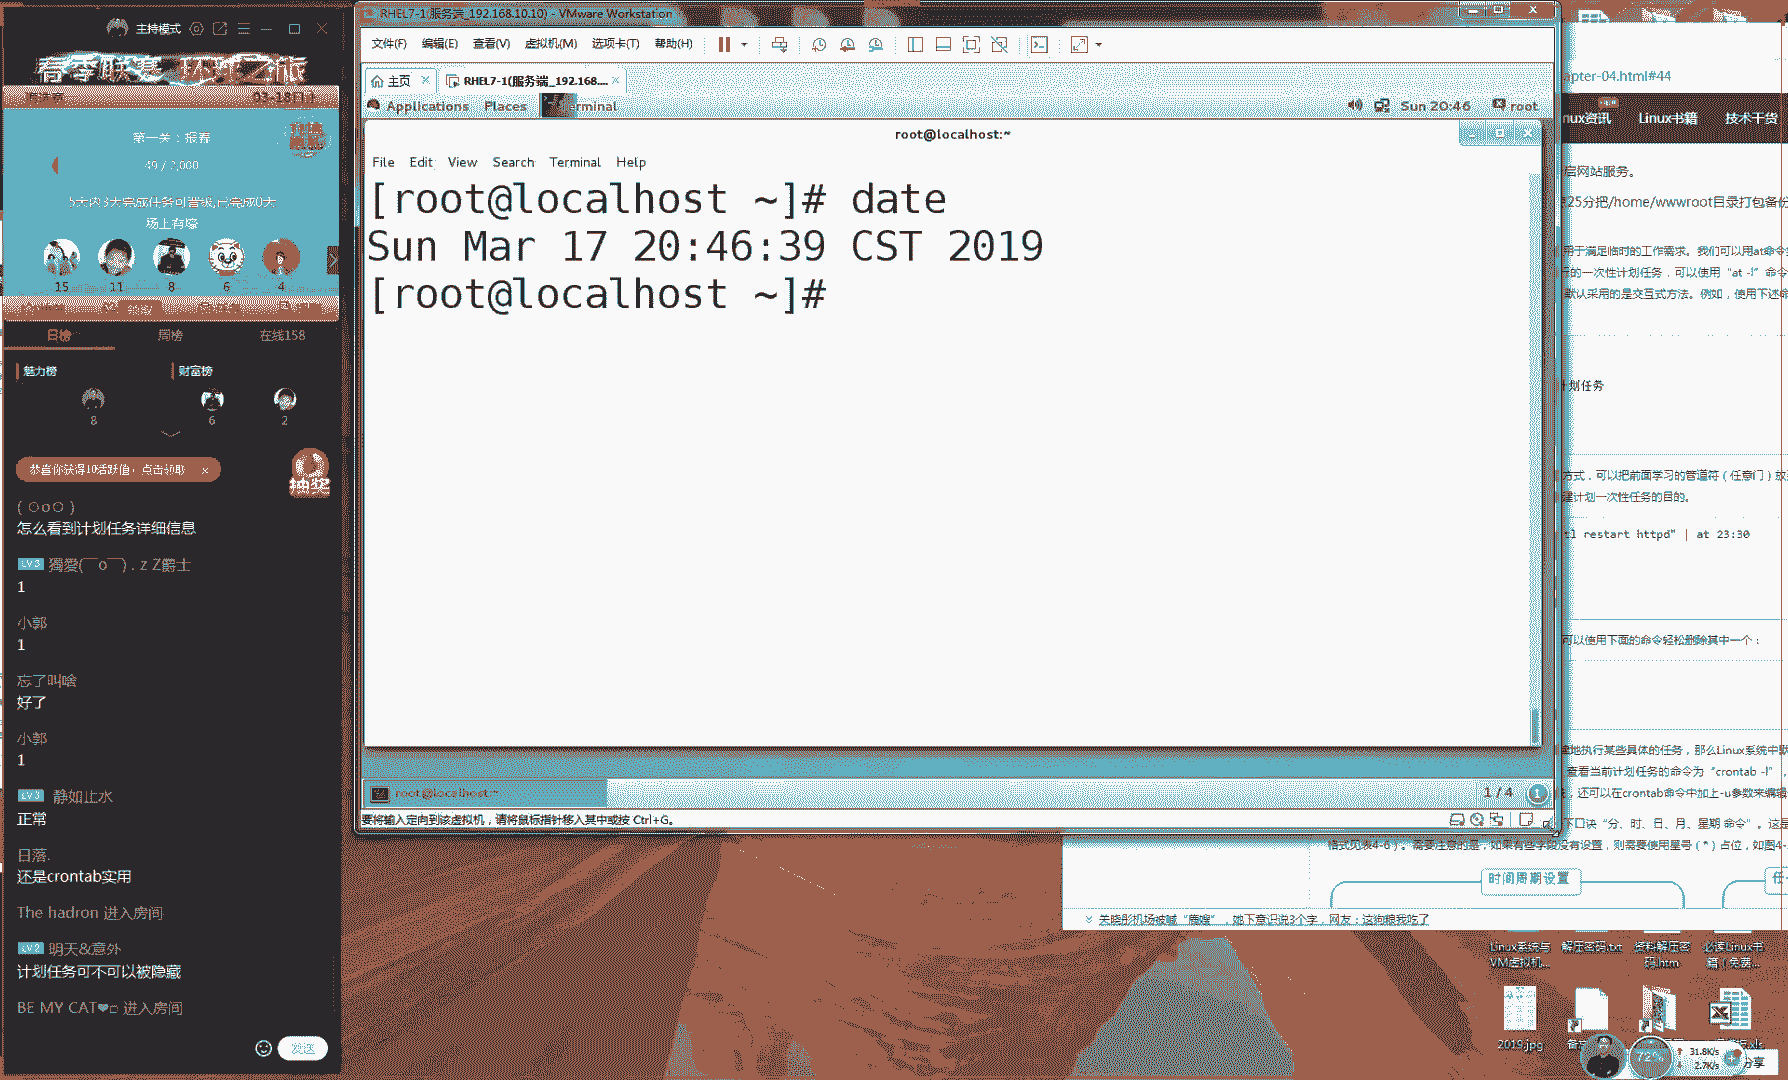 主持模式
春季联赛 环球之旅
第一关：报春
49 / 2,000
5天内3天完成任务可晋级,已完成0天
场上有嗨
15
11
8
6
4
日榜
周榜
在线158
魅力榜
财富榜
8
6
2
恭喜你获得10活跃值，点击领取
抽奖
( ⊙o⊙ )
怎么看到计划任务详细信息
LV3 獨愛(￣o￣) . z Z爵士
1
小郭
1
忘了叫啥
好了
小郭
1
LV3 静如止水
正常
日落.
还是crontab实用
The hadron 进入房间
LV2 明天&意外
计划任务可不可以被隐藏
BE MY CAT❤□ 进入房间
发送
RHEL7-1(服务端_192.168.10.10) - VMware Workstation
文件(F) 编辑(E) 查看(V) 虚拟机(M) 选项卡(T) 帮助(H)
主页
RHEL7-1(服务端_192.168....
Applications Places Terminal
Sun 20:46
root
root@localhost:~
File Edit View Search Terminal Help
[root@localhost ~]# date
Sun Mar 17 20:46:39 CST 2019
[root@localhost ~]#
root@localhost:~
1 / 4
1
要将输入定向到该虚拟机，请将鼠标指针移入其中或按 Ctrl+G。
apter-04.html#44
nux资讯 Linux书籍 技术干货
网站服务。
25分把/home/wwwroot目录打包备份
用于满足临时的工作需求。我们可以用at命令
的一次性计划任务，可以使用“at -l”命令
默认采用的是交互式方法。例如，使用下述命
计划任务
方式，可以把前面学习的管道符（任意门）放
建计划一次性任务的目的。
tl restart httpd" | at 23:30
可以使用下面的命令轻松删除其中一个：
地执行某些具体的任务，那么Linux系统中
查看当前计划任务的命令为“crontab -l”，
，还可以在crontab命令中加上-u参数来编辑
下口诀“分、时、日、月、星期 命令”。这是
格式见表4-6）。需要注意的是，如果有些字段没有设置，则需要使用星号（*）占位，如图4-
时间周期设置
关晓彤机场被喊“鹿嫂”，她下意识说3个字，网友：这狗粮我吃了
Linux系统与VM虚拟机...
解压密码.txt
资料解压密码.htm
必读Linux书籍（免费...
2019.jpg
72%
31.8K/s
2.7K/s